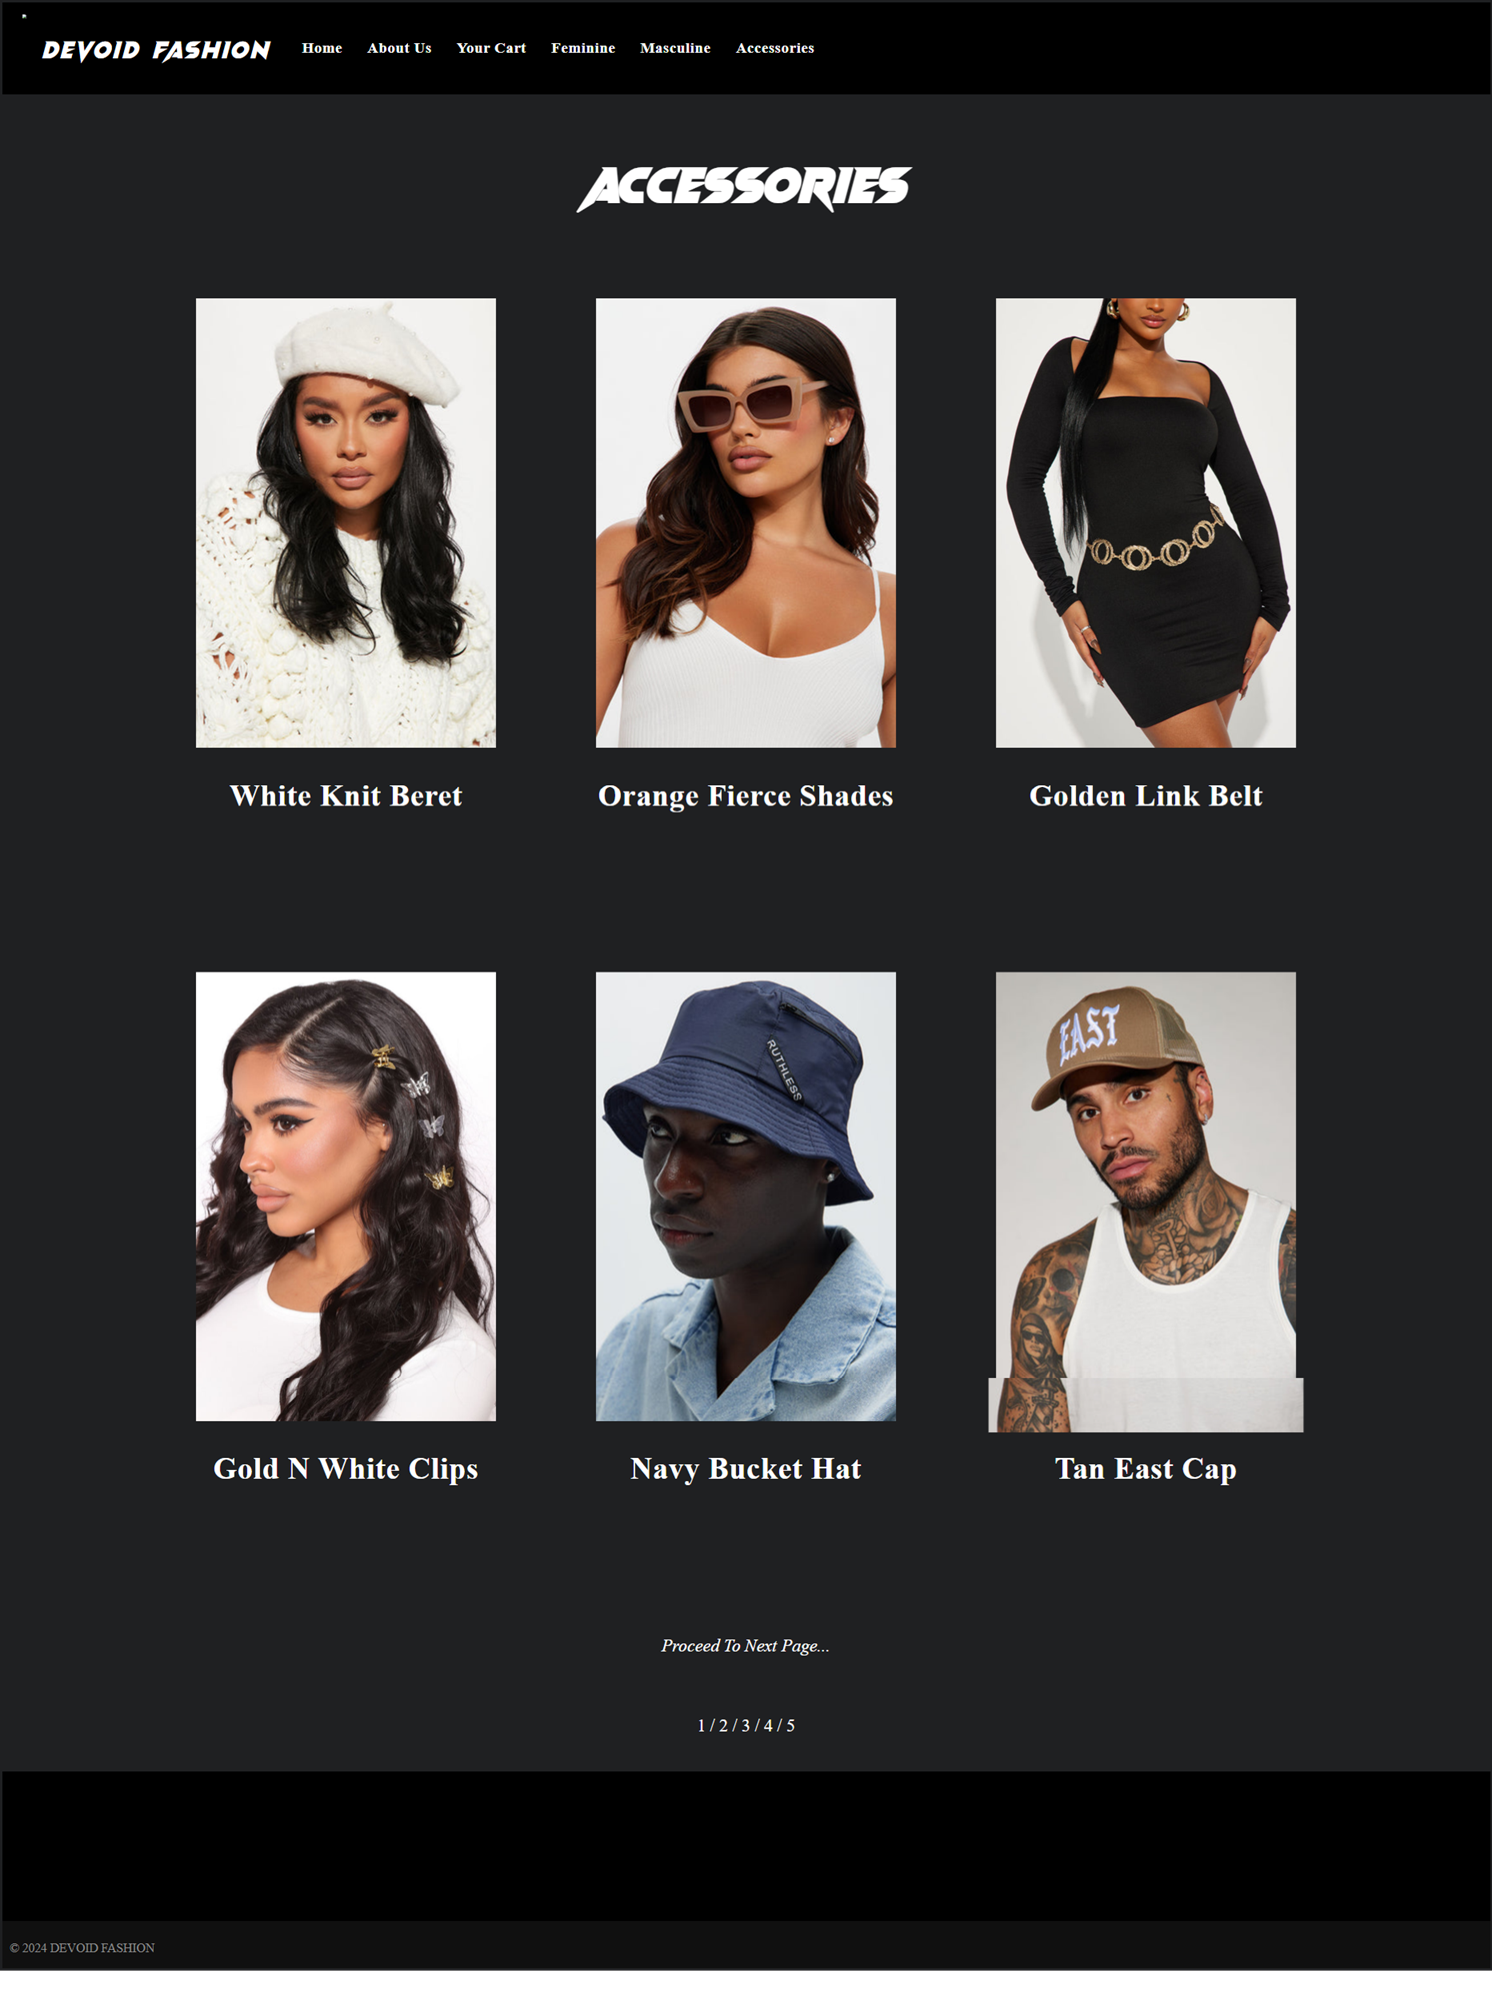 DEVOID FASHION Home About Us Your Cart Feminine Masculine Accessories
ACCESSORIES
White Knit Beret Orange Fierce Shades Golden Link Belt
RUTHLESS
EAST
Gold N White Clips Navy Bucket Hat Tan East Cap
Proceed To Next Page...
1 / 2 / 3 / 4 / 5
© 2024 DEVOID FASHION